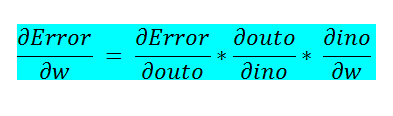 ∂Error/∂w = ∂Error/∂outo * ∂outo/∂ino * ∂ino/∂w